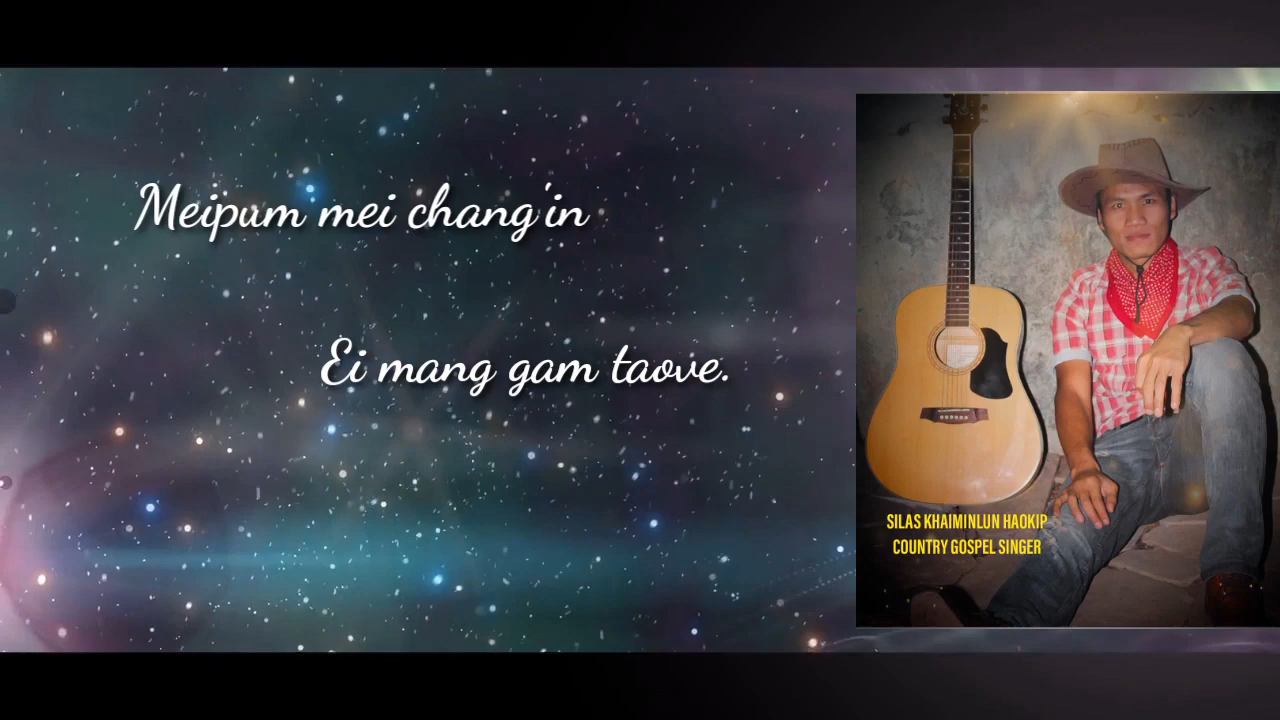 Meipum mei chang'in
Ei mang gam taove.
SILAS KHAIMINLUN HAOKIP
COUNTRY GOSPEL SINGER